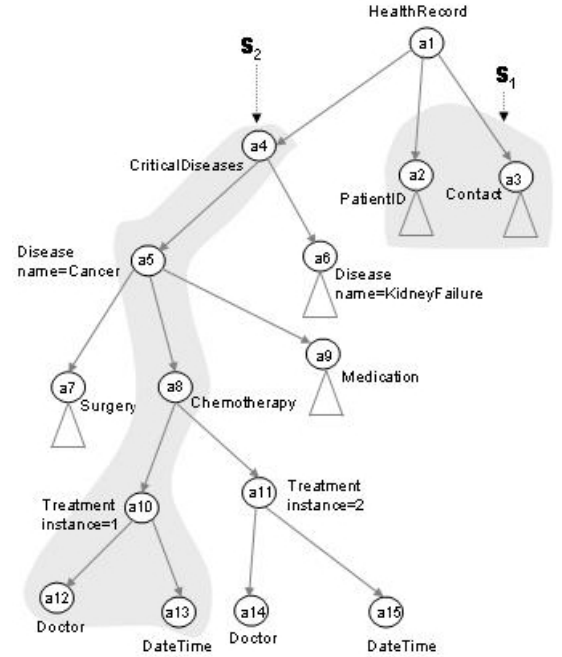 HealthRecord
a1
S2
S1
a4
CriticalDiseases
a2
PatientID
a3
Contact
Disease
name=Cancer
a5
a6
Disease
name=KidneyFailure
a9
Medication
a7
Surgery
a8
Chemotherapy
Treatment
instance=1
a10
a11
Treatment
instance=2
a12
Doctor
a13
DateTime
a14
Doctor
a15
DateTime